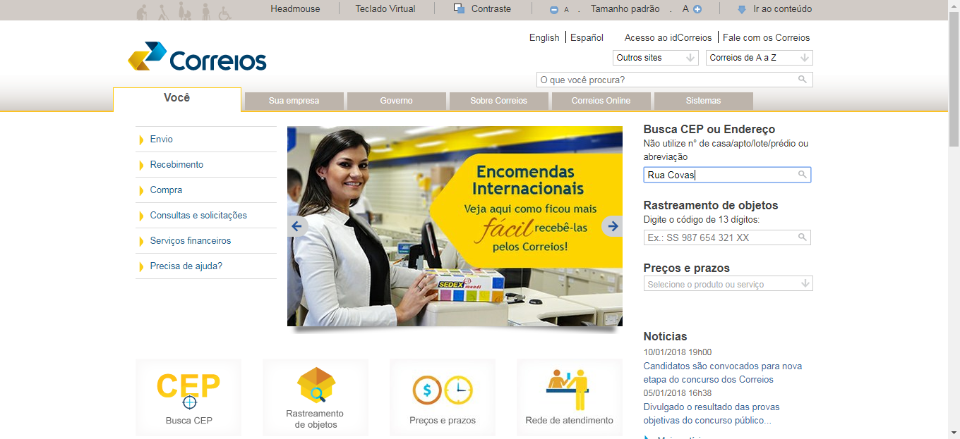 Headmouse
Teclado Virtual
Contraste
A . Tamanho padrão . A
Ir ao conteúdo
English
Español
Acesso ao idCorreios
Fale com os Correios
Correios
Outros sites
Correios de A a Z
O que você procura?
Você
Sua empresa
Governo
Sobre Correios
Correios Online
Sistemas
Envio
Recebimento
Compra
Consultas e solicitações
Serviços financeiros
Precisa de ajuda?
Encomendas
Internacionais
Veja aqui como ficou mais
fácil recebê-las
pelos Correios!
SEDEX
mundi
Busca CEP ou Endereço
Não utilize n° de casa/apto/lote/prédio ou
abreviação
Rua Covas
Rastreamento de objetos
Digite o código de 13 dígitos:
Ex.: SS 987 654 321 XX
Preços e prazos
Selecione o produto ou serviço
Notícias
10/01/2018 19h00
Candidatos são convocados para nova
etapa do concurso dos Correios
05/01/2018 16h38
Divulgado o resultado das provas
objetivas do concurso público...
CEP
Busca CEP
Rastreamento
de objetos
$
Preços e prazos
Rede de atendimento